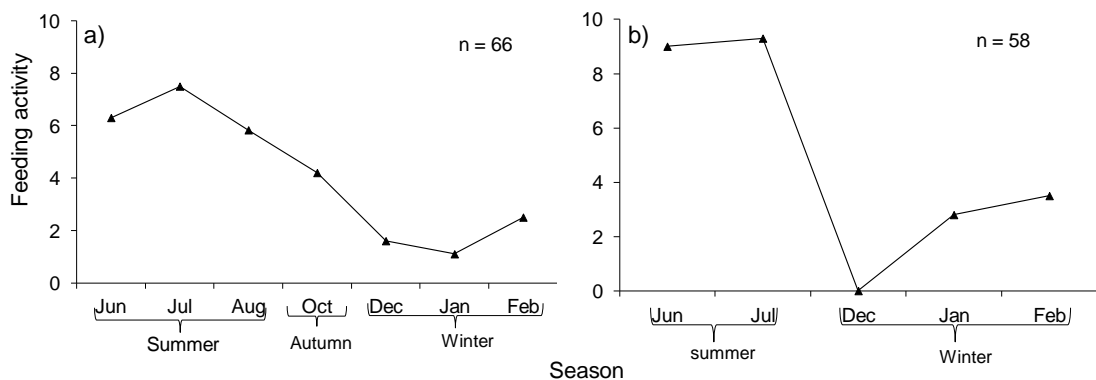 a)
n = 66
Feeding activity
10
8
6
4
2
0
Jun Jul Aug Oct Dec Jan Feb
Summer Autumn Winter
b)
n = 58
10
8
6
4
2
0
Jun Jul Dec Jan Feb
summer Winter
Season